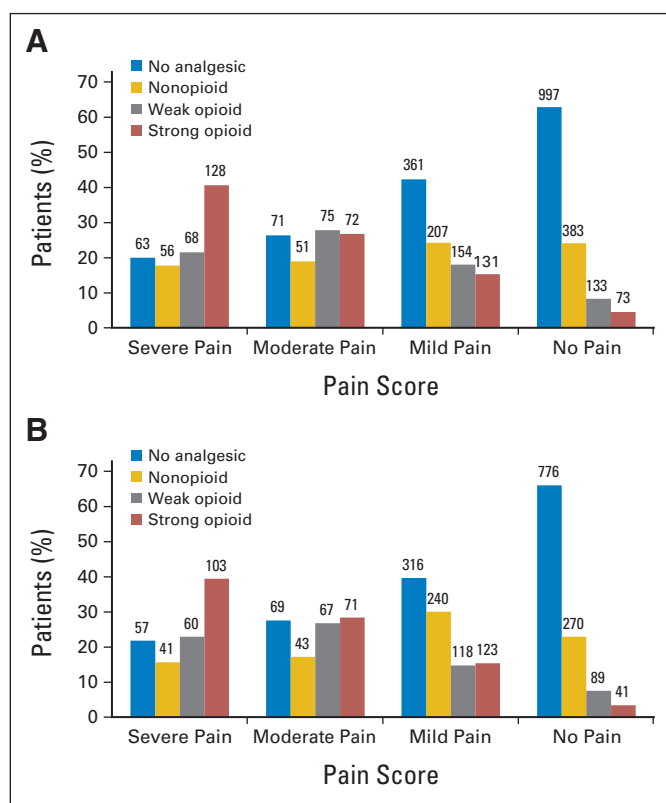 A
No analgesic
Nonopioid
Weak opioid
Strong opioid
Patients (%)
70
60
50
40
30
20
10
0
63 56 68 128
71 51 75 72
361 207 154 131
997 383 133 73
Severe Pain Moderate Pain Mild Pain No Pain
Pain Score
B
No analgesic
Nonopioid
Weak opioid
Strong opioid
Patients (%)
70
60
50
40
30
20
10
0
57 41 60 103
69 43 67 71
316 240 118 123
776 270 89 41
Severe Pain Moderate Pain Mild Pain No Pain
Pain Score